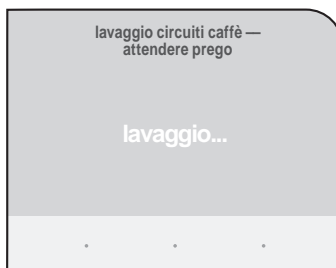 lavaggio circuiti caffè —
attendere prego
lavaggio...